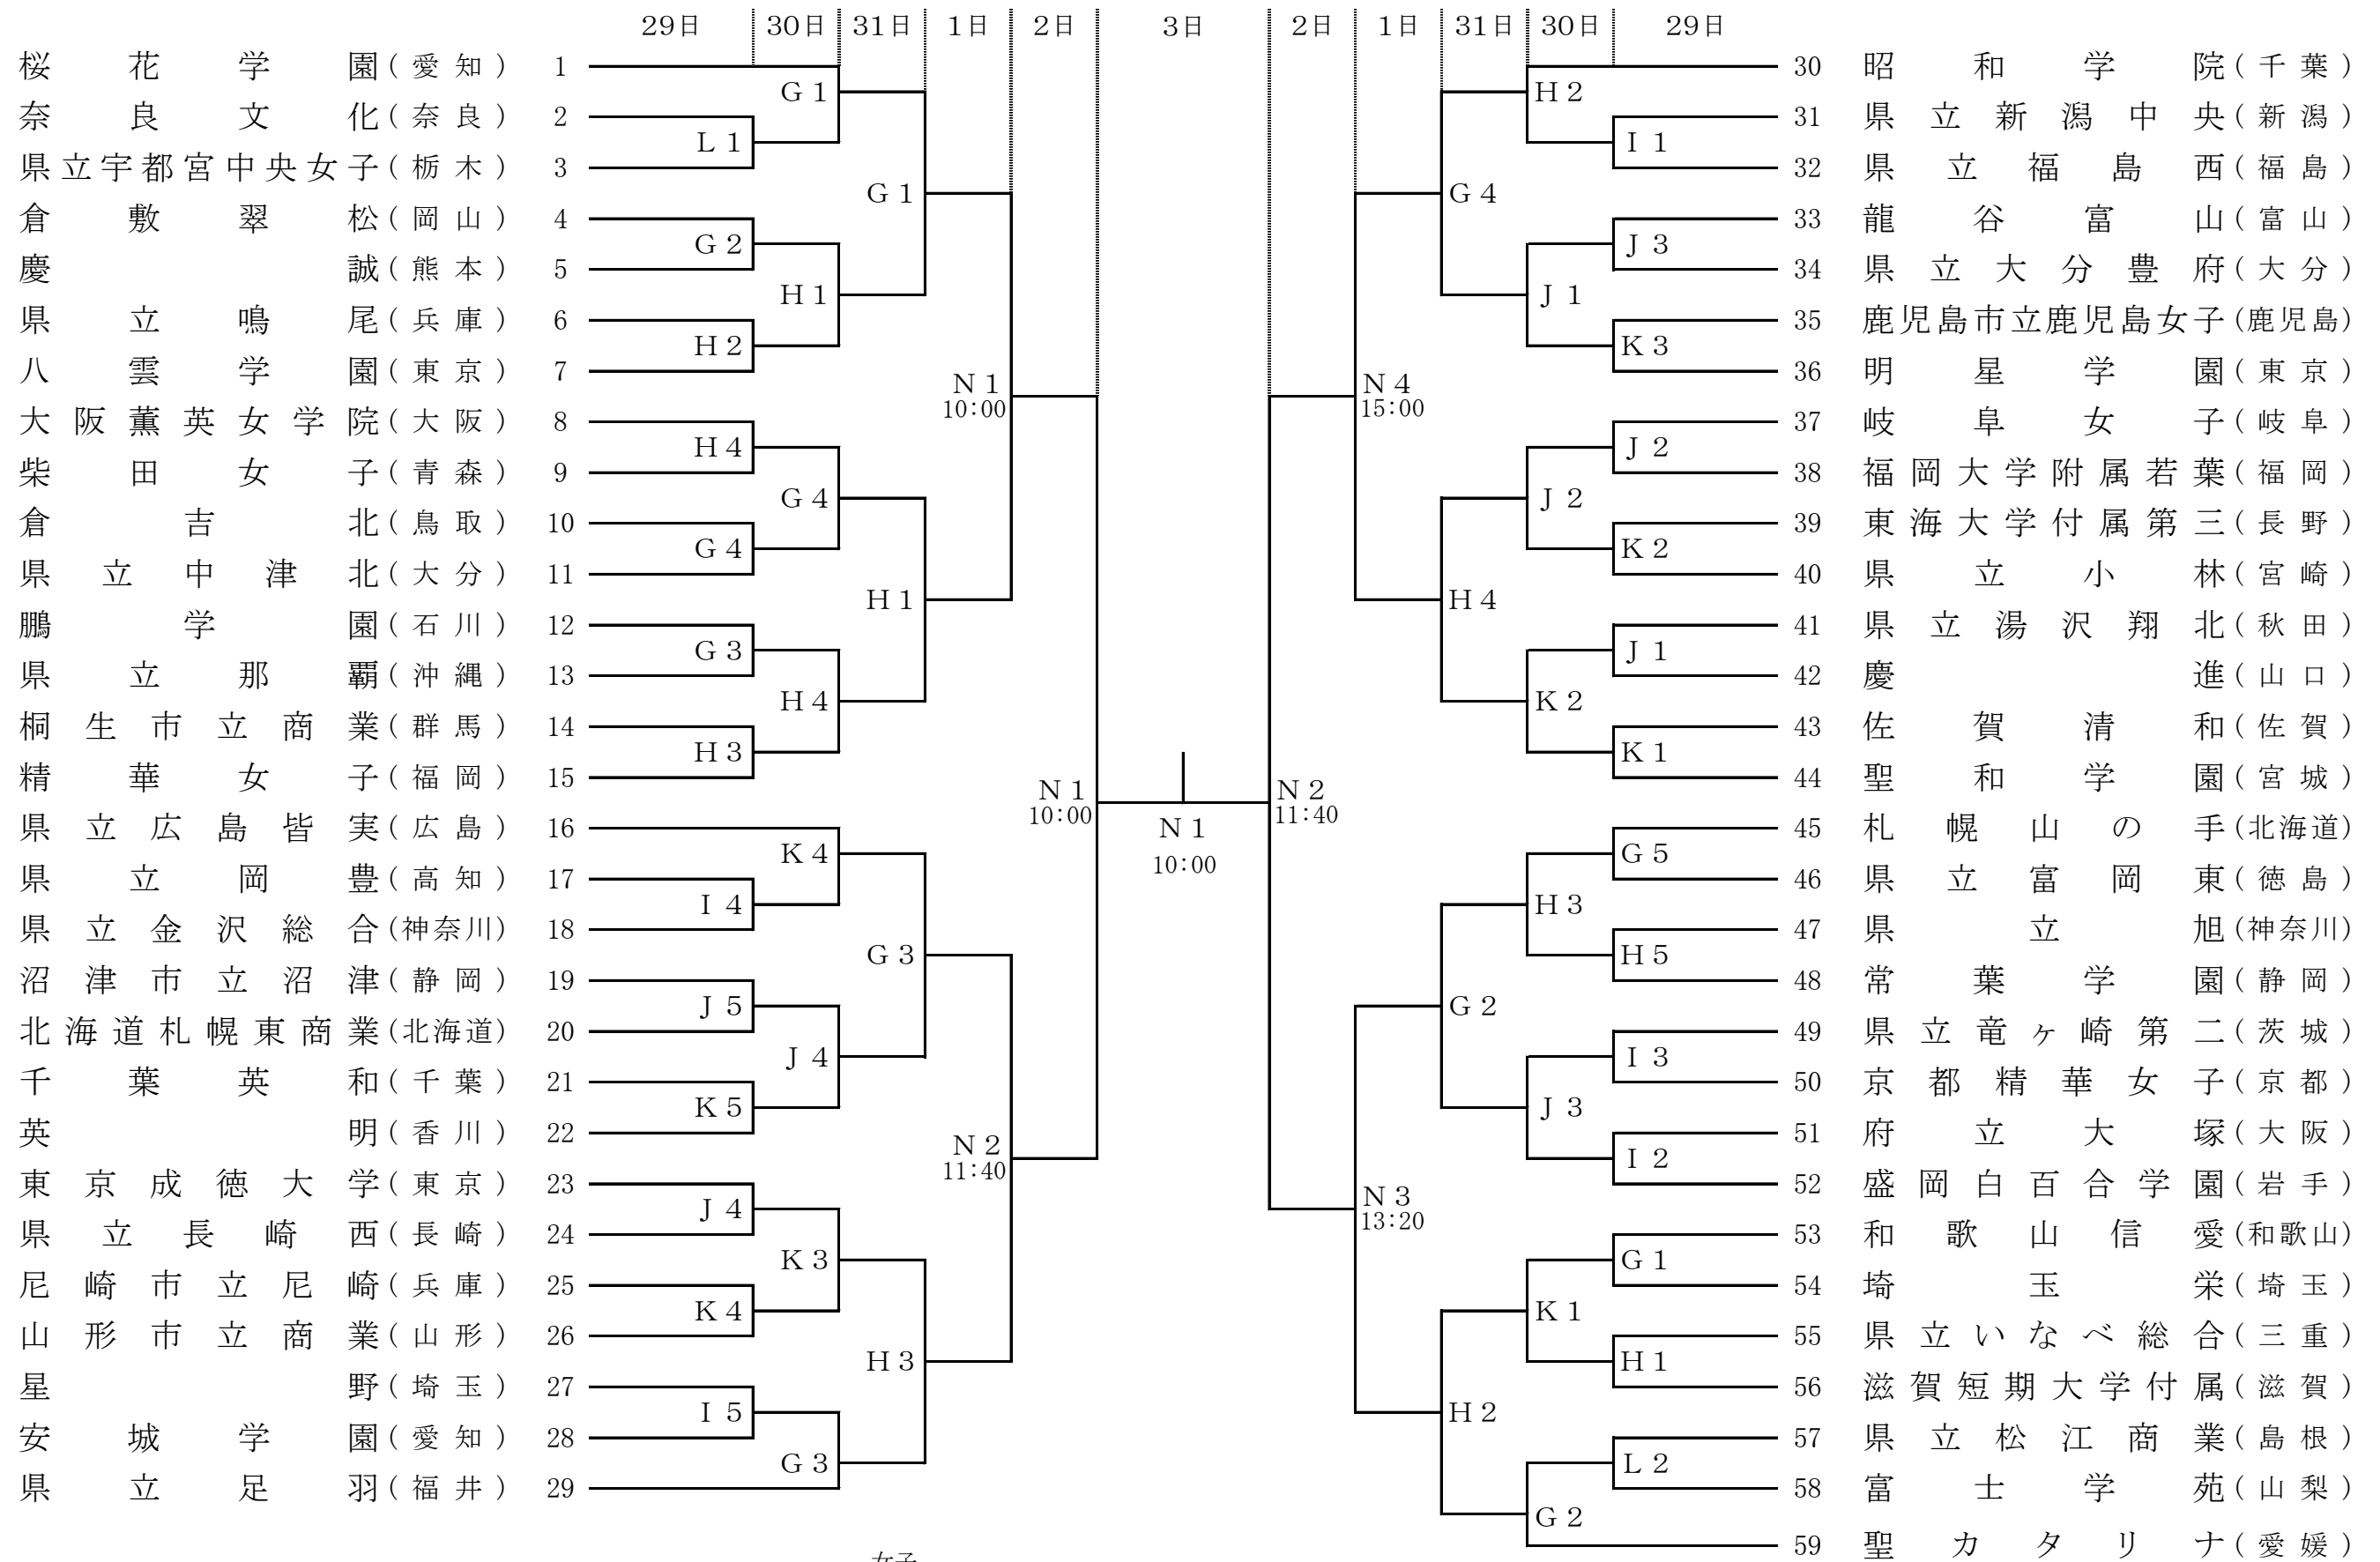 29日 30日 31日 1日 2日 3日 2日 1日 31日 30日 29日
桜花学園(愛知) 1
奈良文化(奈良) 2
県立宇都宮中央女子(栃木) 3
倉敷翠松(岡山) 4
慶誠(熊本) 5
県立鳴尾(兵庫) 6
八雲学園(東京) 7
大阪薫英女学院(大阪) 8
柴田女子(青森) 9
倉吉北(鳥取) 10
県立中津北(大分) 11
鵬学園(石川) 12
県立那覇(沖縄) 13
桐生市立商業(群馬) 14
精華女子(福岡) 15
県立広島皆実(広島) 16
県立岡豊(高知) 17
県立金沢総合(神奈川) 18
沼津市立沼津(静岡) 19
北海道札幌東商業(北海道) 20
千葉英和(千葉) 21
英明(香川) 22
東京成徳大学(東京) 23
県立長崎西(長崎) 24
尼崎市立尼崎(兵庫) 25
山形市立商業(山形) 26
星野(埼玉) 27
安城学園(愛知) 28
県立足羽(福井) 29
L1
G2
H2
H4
G4
G3
H3
I4
J5
K5
J4
K4
I5
G1
H1
G4
H4
K4
J4
K3
G3
G1
H1
G3
H3
N1
10:00
N2
11:40
N1
10:00
N1
10:00
N2
11:40
N4
15:00
N3
13:20
G4
H4
G2
H2
H2
J1
J2
K2
H3
J3
K1
G2
I1
J3
K3
J2
K2
J1
K1
G5
H5
I3
I2
G1
H1
L2
30 昭和学院(千葉)
31 県立新潟中央(新潟)
32 県立福島西(福島)
33 龍谷富山(富山)
34 県立大分豊府(大分)
35 鹿児島市立鹿児島女子(鹿児島)
36 明星学園(東京)
37 岐阜女子(岐阜)
38 福岡大学附属若葉(福岡)
39 東海大学付属第三(長野)
40 県立小林(宮崎)
41 県立湯沢翔北(秋田)
42 慶進(山口)
43 佐賀清和(佐賀)
44 聖和学園(宮城)
45 札幌山の手(北海道)
46 県立富岡東(徳島)
47 県立旭(神奈川)
48 常葉学園(静岡)
49 県立竜ヶ崎第二(茨城)
50 京都精華女子(京都)
51 府立大塚(大阪)
52 盛岡白百合学園(岩手)
53 和歌山信愛(和歌山)
54 埼玉栄(埼玉)
55 県立いなべ総合(三重)
56 滋賀短期大学付属(滋賀)
57 県立松江商業(島根)
58 富士学苑(山梨)
59 聖カタリナ(愛媛)
女子